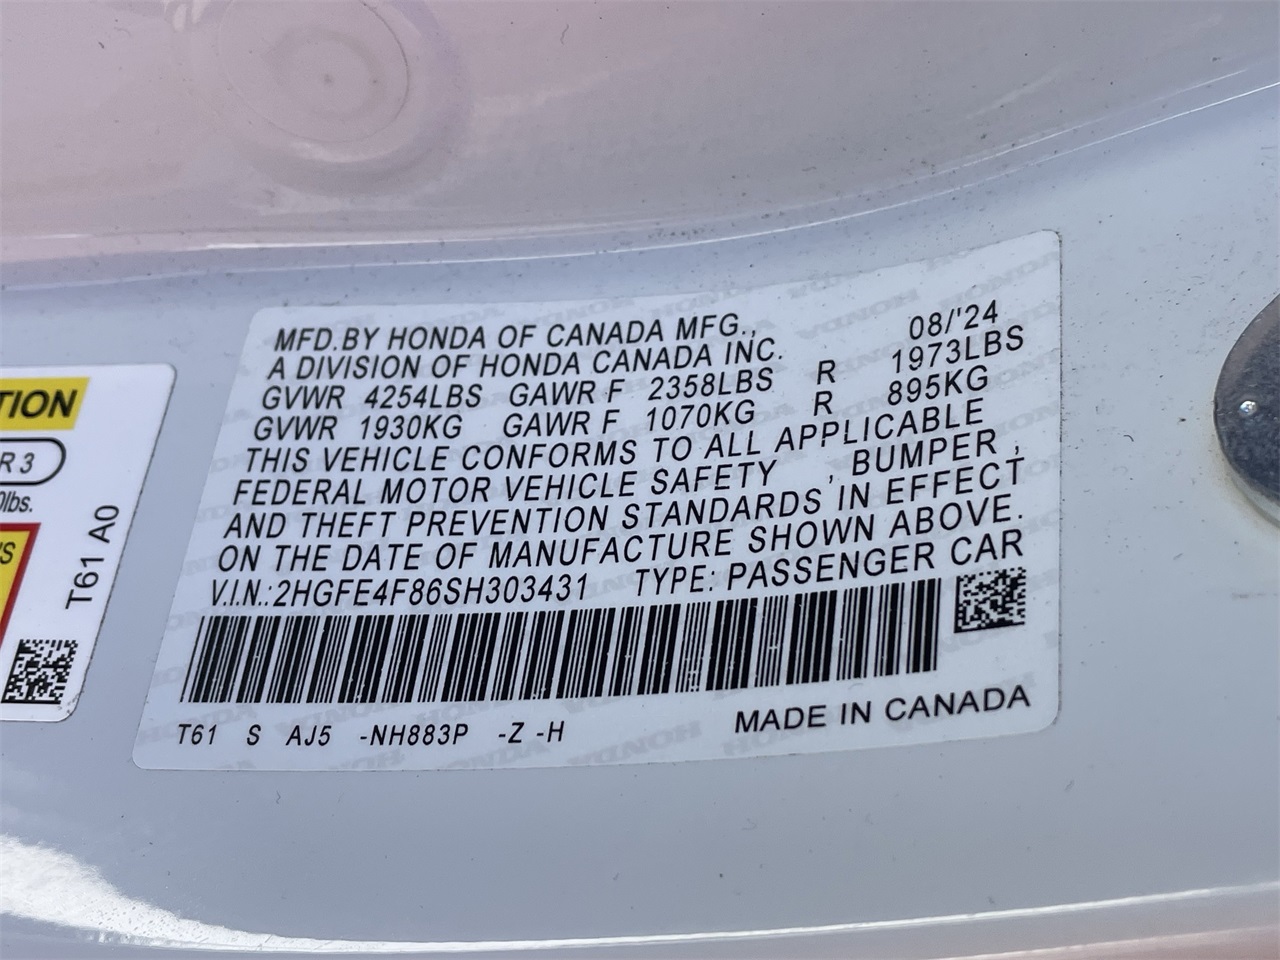 MFD.BY HONDA OF CANADA MFG., 08/'24
A DIVISION OF HONDA CANADA INC.
GVWR 4254LBS GAWR F 2358LBS R 1973LBS
GVWR 1930KG GAWR F 1070KG R 895KG
THIS VEHICLE CONFORMS TO ALL APPLICABLE
FEDERAL MOTOR VEHICLE SAFETY , BUMPER ,
AND THEFT PREVENTION STANDARDS IN EFFECT
ON THE DATE OF MANUFACTURE SHOWN ABOVE.
V.I.N.:2HGFE4F86SH303431 TYPE: PASSENGER CAR
T61 S AJ5 -NH883P -Z -H MADE IN CANADA
TION
R 3
0lbs.
'S
T61 A0